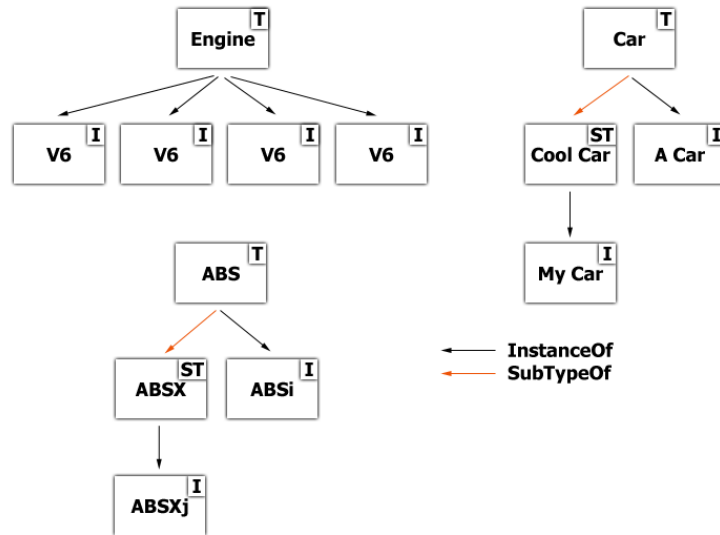 T
Engine
T
Car
I
V6
I
V6
I
V6
I
V6
ST
Cool Car
I
A Car
T
ABS
I
My Car
InstanceOf
SubTypeOf
ST
ABSX
I
ABSi
I
ABSXj